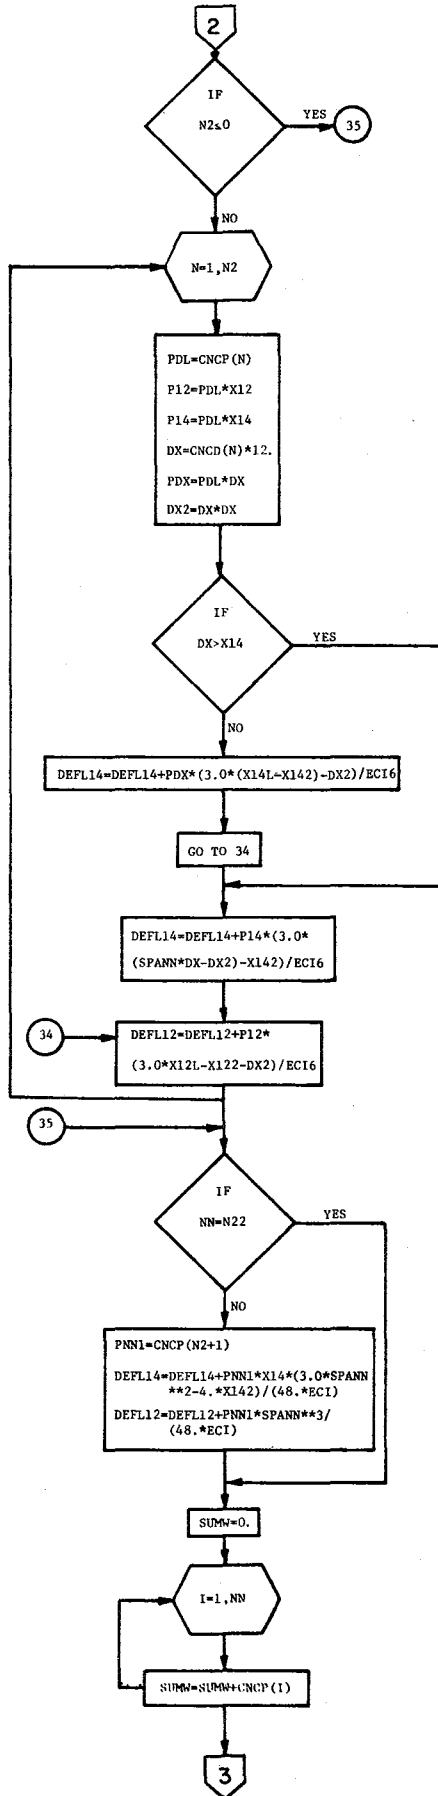 2
IF
N2≤0
YES
35
NO
N=1,N2
PDL=CNCP(N)
P12=PDL*X12
P14=PDL*X14
DX=CNCD(N)*12.
PDX=PDL*DX
DX2=DX*DX
IF
DX>X14
YES
NO
DEFL14=DEFL14+PDX*(3.0*(X14L-X142)-DX2)/ECI6
GO TO 34
DEFL14=DEFL14+P14*(3.0*
(SPANN*DX-DX2)-X142)/ECI6
34
DEFL12=DEFL12+P12*
(3.0*X12L-X122-DX2)/ECI6
35
IF
NN=N22
YES
NO
PNN1=CNCP(N2+1)
DEFL14=DEFL14+PNN1*X14*(3.0*SPANN
**2-4.*X142)/(48.*ECI)
DEFL12=DEFL12+PNN1*SPANN**3/
(48.*ECI)
SUMW=0.
I=1,NN
SUMW=SUMW+CNCP(I)
3